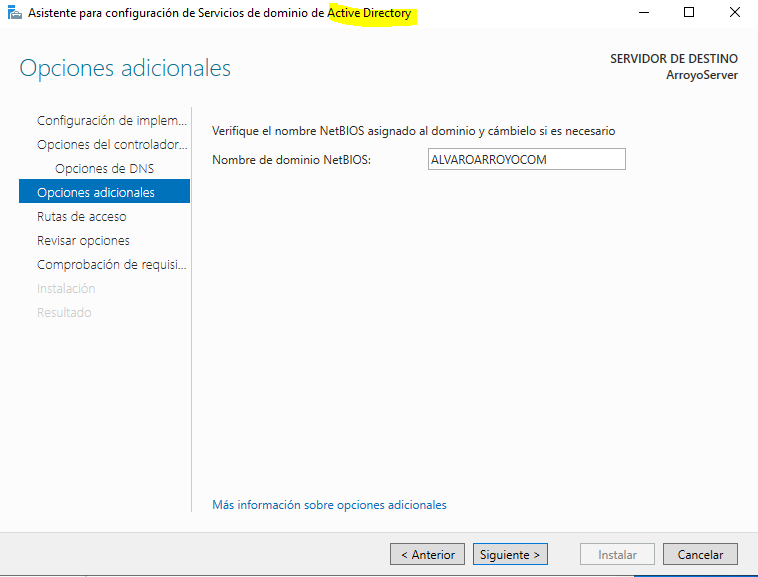 Asistente para configuración de Servicios de dominio de Active Directory
Opciones adicionales
SERVIDOR DE DESTINO
ArroyoServer
Configuración de implem...
Opciones del controlador...
Opciones de DNS
Opciones adicionales
Rutas de acceso
Revisar opciones
Comprobación de requisi...
Instalación
Resultado
Verifique el nombre NetBIOS asignado al dominio y cámbielo si es necesario
Nombre de dominio NetBIOS: ALVAROARROYOCOM
Más información sobre opciones adicionales
< Anterior Siguiente > Instalar Cancelar